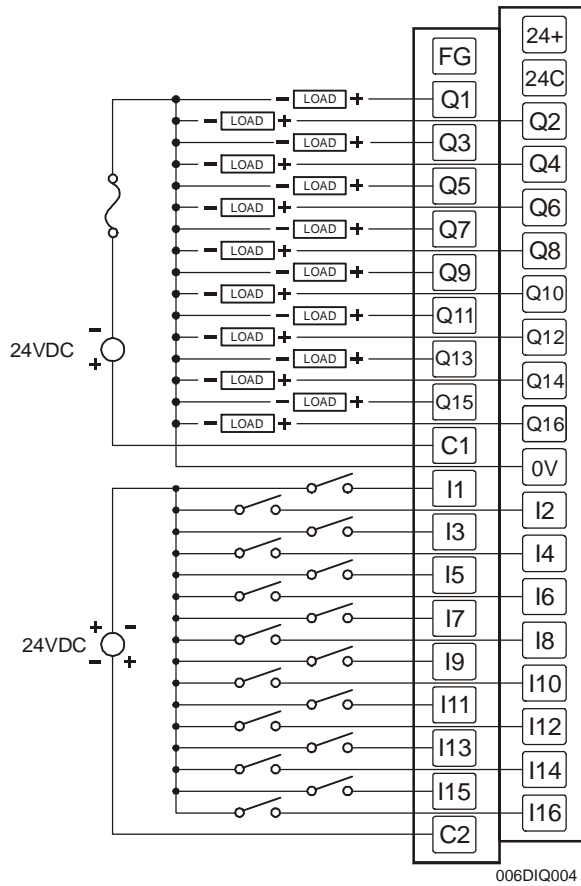 24+
FG
24C
− LOAD + Q1
− LOAD + Q2
− LOAD + Q3
− LOAD + Q4
− LOAD + Q5
− LOAD + Q6
− LOAD + Q7
− LOAD + Q8
− LOAD + Q9
− LOAD + Q10
− LOAD + Q11
− LOAD + Q12
− LOAD + Q13
− LOAD + Q14
− LOAD + Q15
− LOAD + Q16
−
24VDC
+
C1
0V
I1
I2
I3
I4
I5
I6
I7
I8
+ −
24VDC
− +
I9
I10
I11
I12
I13
I14
I15
I16
C2
006DIQ004